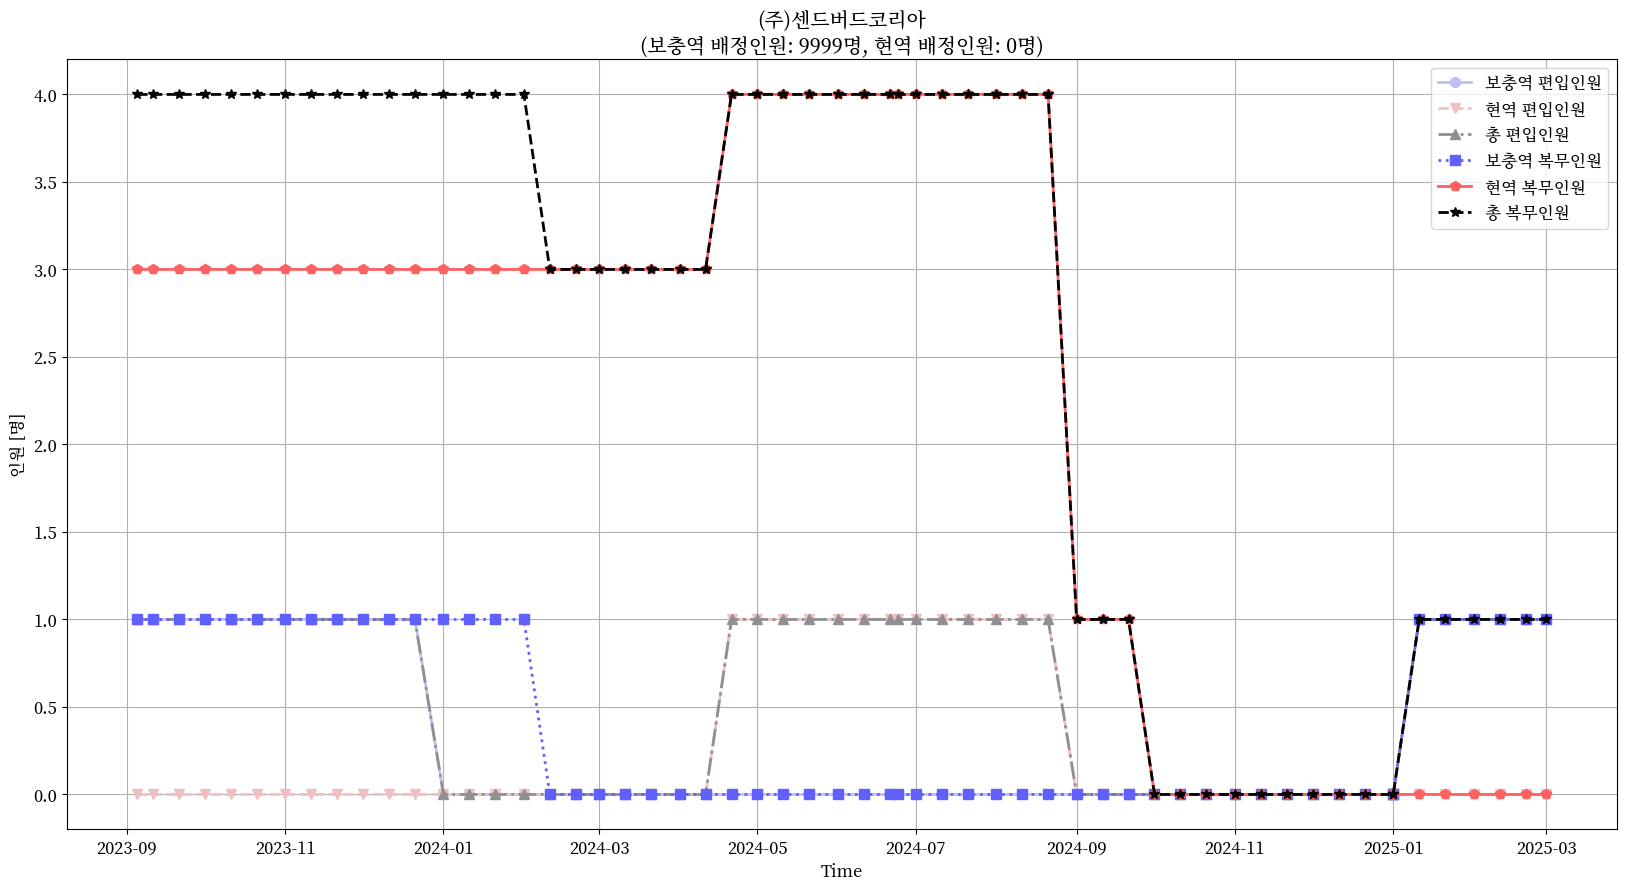 (주)센드버드코리아
(보충역 배정인원: 9999명, 현역 배정인원: 0명)
보충역 편입인원
현역 편입인원
총 편입인원
보충역 복무인원
현역 복무인원
총 복무인원
인원 [명]
4.0
3.5
3.0
2.5
2.0
1.5
1.0
0.5
0.0
2023-09 2023-11 2024-01 2024-03 2024-05 2024-07 2024-09 2024-11 2025-01 2025-03
Time